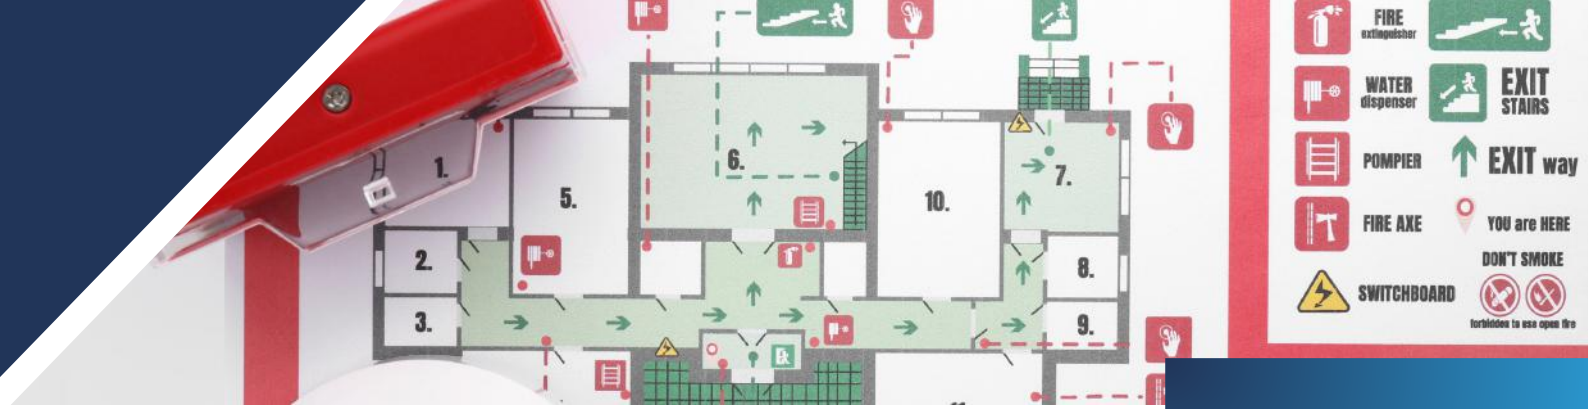 FIRE
extinguisher
WATER
dispenser
EXIT
STAIRS
POMPIER
EXIT way
FIRE AXE
YOU are HERE
DON'T SMOKE
SWITCHBOARD
forbidden to use open fire
1.
2.
3.
5.
6.
7.
8.
9.
10.